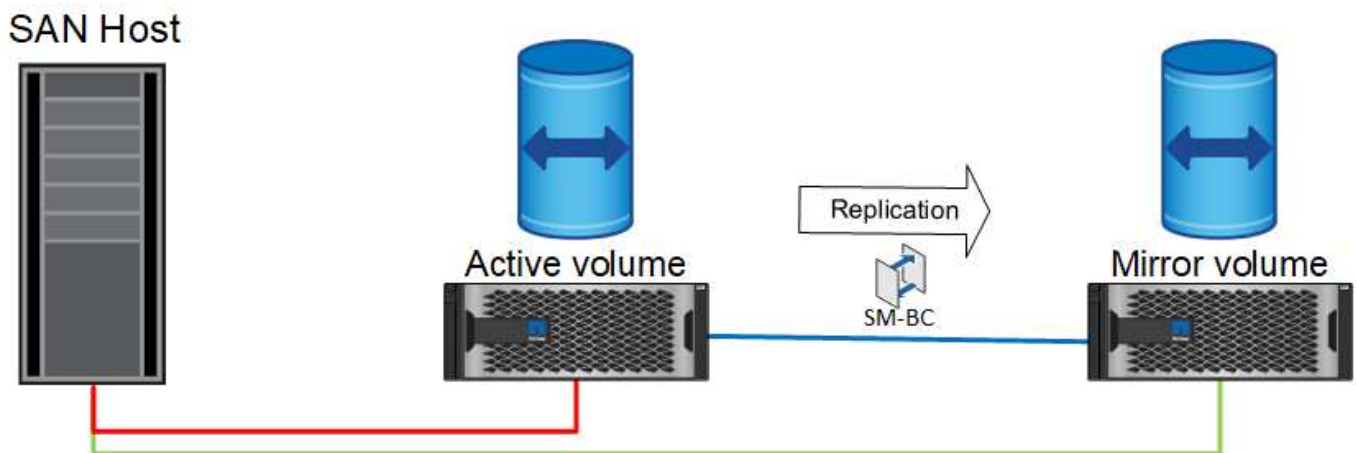 SAN Host
Replication
Active volume
Mirror volume
SM-BC